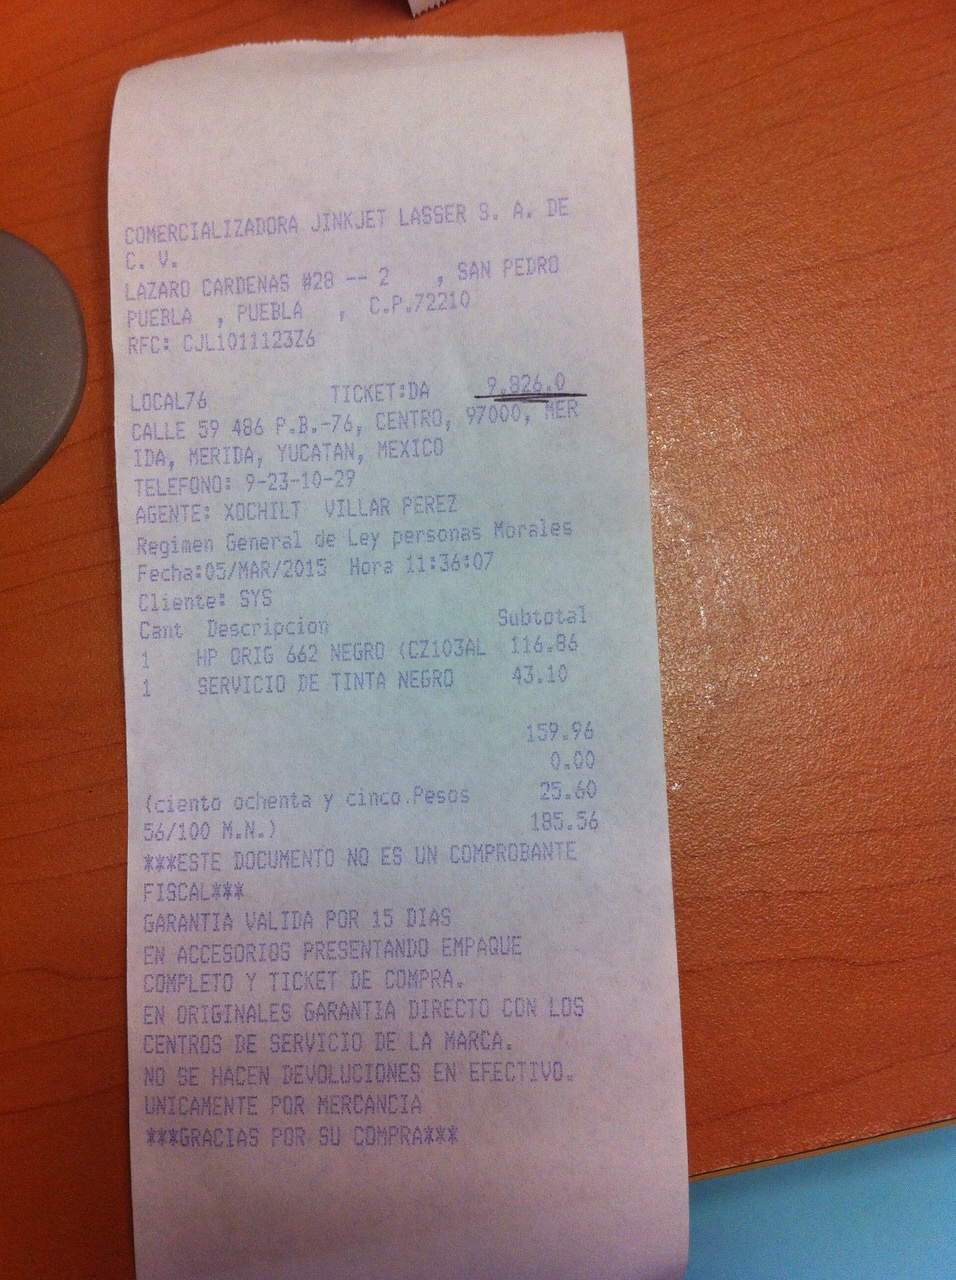 COMERCIALIZADORA JINKJET LASSER S. A. DE
C. V.
LAZARO CARDENAS #28 -- 2 , SAN PEDRO
PUEBLA , PUEBLA , C.P.72210
RFC: CJL1011123Z6
LOCAL76 TICKET:DA 9,826.0
CALLE 59 486 P.B.-76, CENTRO, 97000, MER
IDA, MERIDA, YUCATAN, MEXICO
TELEFONO: 9-23-10-29
AGENTE: XOCHILT VILLAR PEREZ
Regimen General de Ley personas Morales
Fecha:05/MAR/2015 Hora 11:36:07
Cliente: SYS
Cant Descripcion Subtotal
1 HP ORIG 662 NEGRO (CZ103AL 116.86
1 SERVICIO DE TINTA NEGRO 43.10
159.96
0.00
(ciento ochenta y cinco Pesos 25.60
56/100 M.N.) 185.56
***ESTE DOCUMENTO NO ES UN COMPROBANTE
FISCAL***
GARANTIA VALIDA POR 15 DIAS
EN ACCESORIOS PRESENTANDO EMPAQUE
COMPLETO Y TICKET DE COMPRA.
EN ORIGINALES GARANTIA DIRECTO CON LOS
CENTROS DE SERVICIO DE LA MARCA.
NO SE HACEN DEVOLUCIONES EN EFECTIVO.
UNICAMENTE POR MERCANCIA
***GRACIAS POR SU COMPRA***